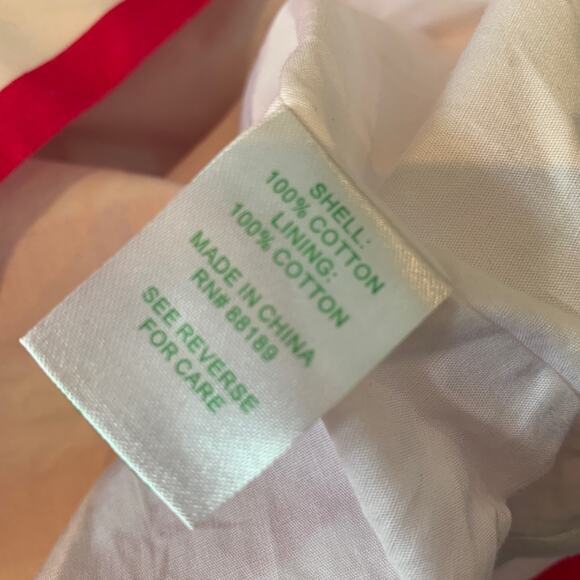 SHELL:
100% COTTON
LINING:
100% COTTON
MADE IN CHINA
RN# 88189
SEE REVERSE
FOR CARE